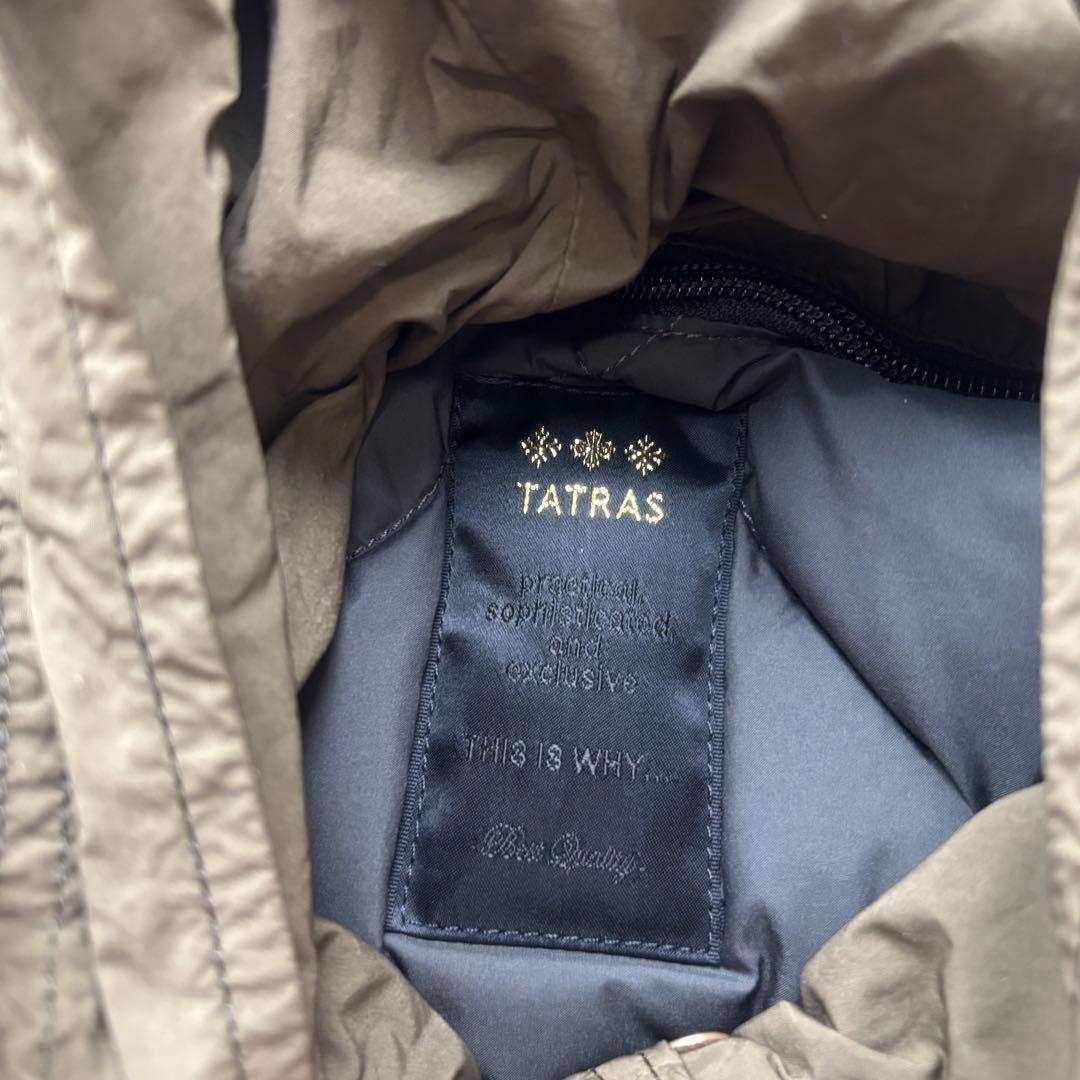 TATRAS
practical,
sophisticated
and
exclusive
THIS IS WHY....
Best Quality.